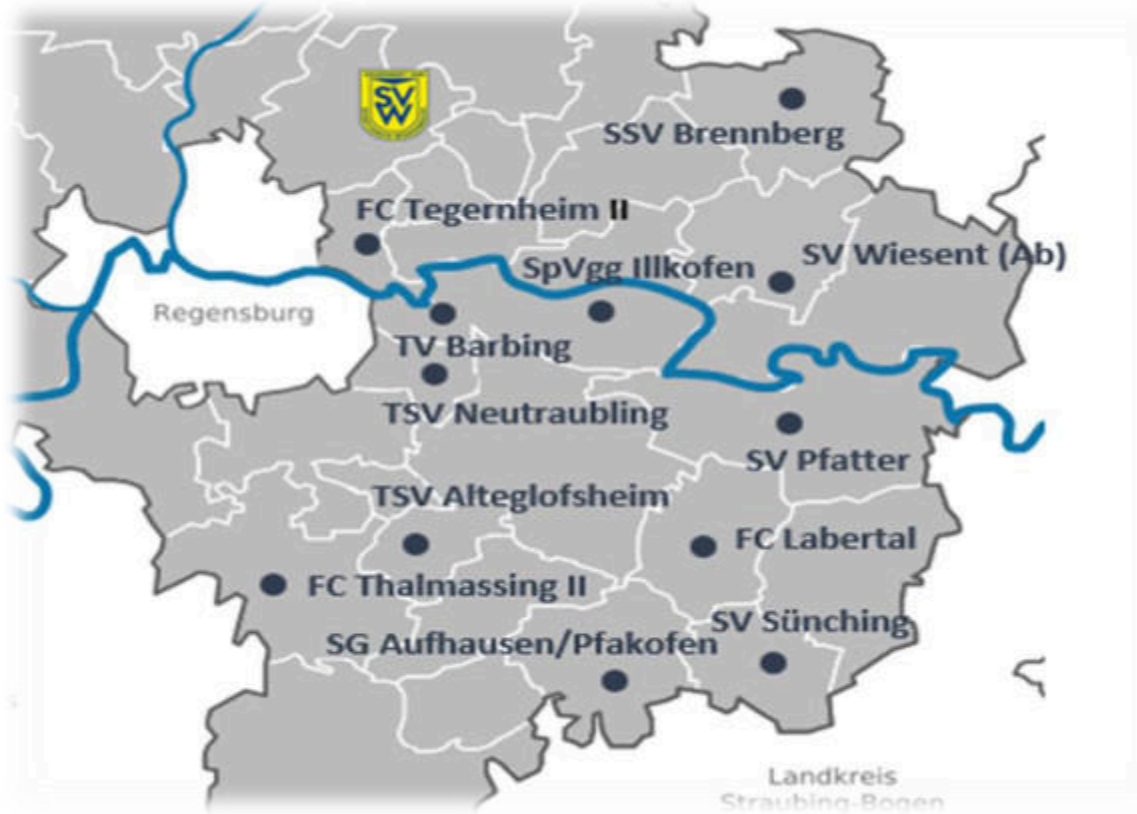 SVW
SSV Brennberg
FC Tegernheim II
SV Wiesent (Ab)
SpVgg Illkofen
Regensburg
TV Barbing
TSV Neutraubling
SV Pfatter
TSV Alteglofsheim
FC Labertal
FC Thalmassing II
SV Sünching
SG Aufhausen/Pfakofen
Landkreis
Straubing-Bogen